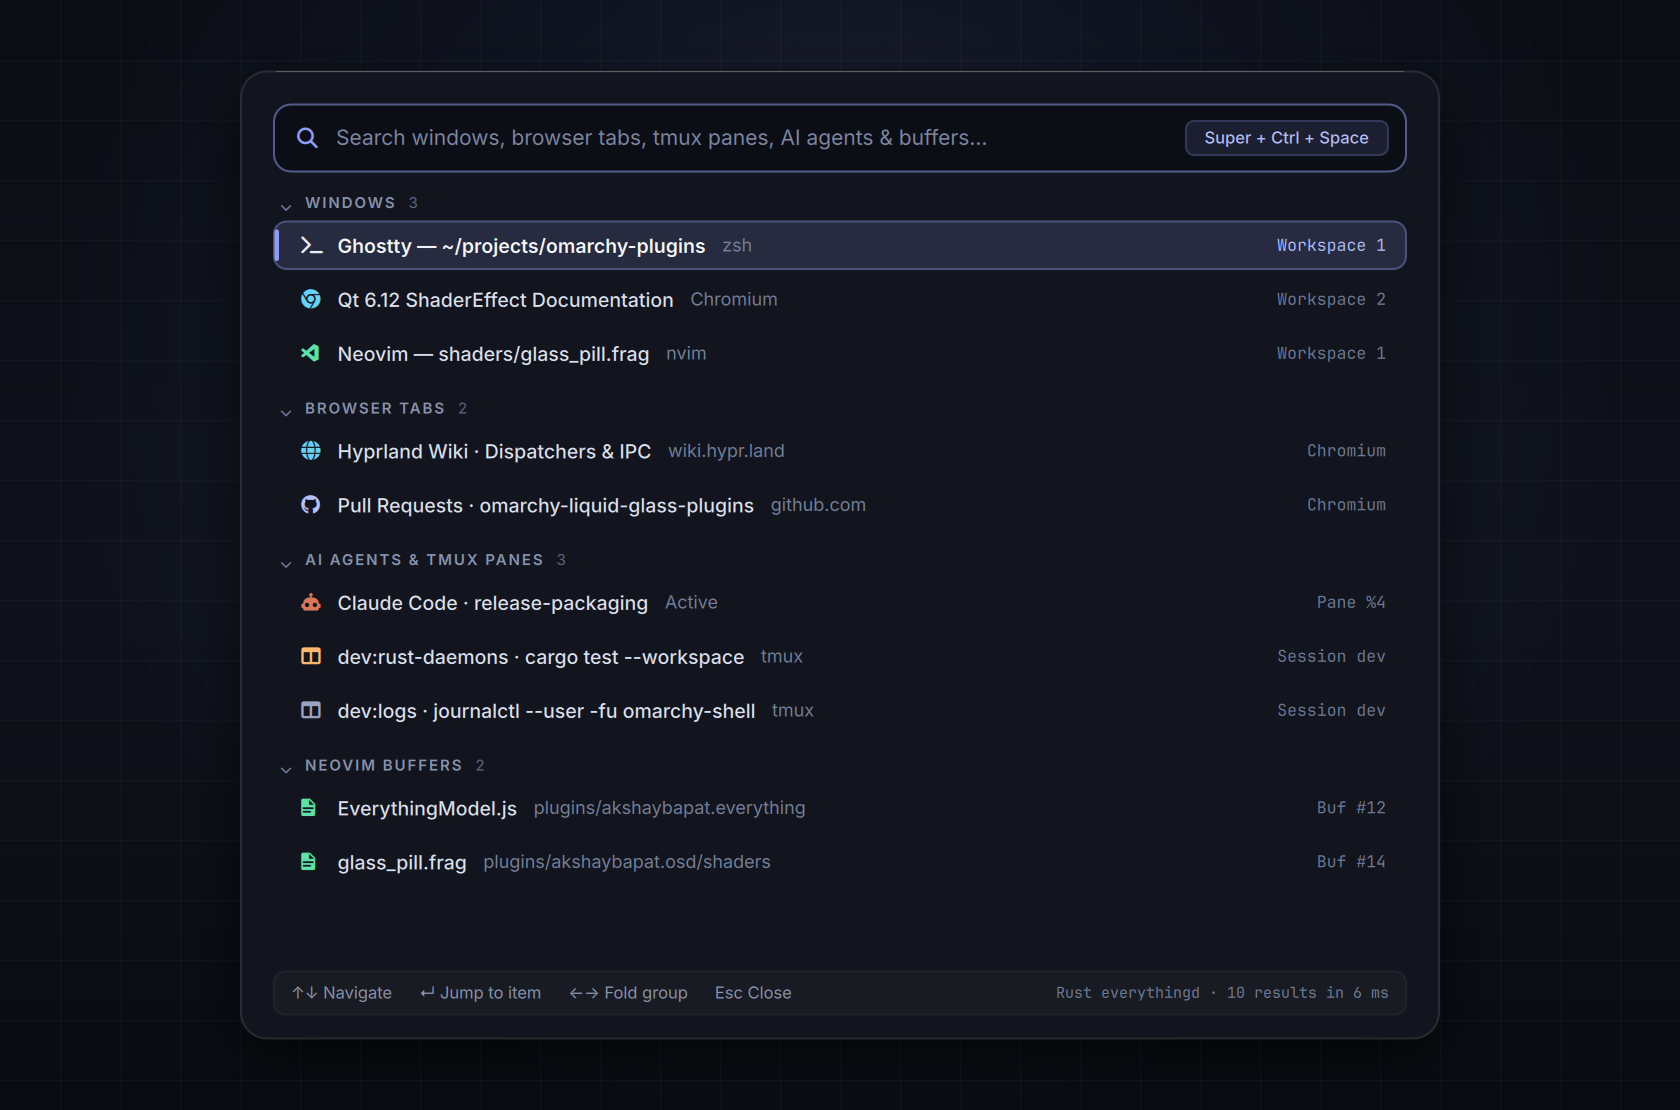 Search windows, browser tabs, tmux panes, AI agents & buffers... Super + Ctrl + Space
WINDOWS 3
Ghostty — ~/projects/omarchy-plugins zsh Workspace 1
Qt 6.12 ShaderEffect Documentation Chromium Workspace 2
Neovim — shaders/glass_pill.frag nvim Workspace 1
BROWSER TABS 2
Hyprland Wiki · Dispatchers & IPC wiki.hypr.land Chromium
Pull Requests · omarchy-liquid-glass-plugins github.com Chromium
AI AGENTS & TMUX PANES 3
Claude Code · release-packaging Active Pane %4
dev:rust-daemons · cargo test --workspace tmux Session dev
dev:logs · journalctl --user -fu omarchy-shell tmux Session dev
NEOVIM BUFFERS 2
EverythingModel.js plugins/akshaybapat.everything Buf #12
glass_pill.frag plugins/akshaybapat.osd/shaders Buf #14
↑↓ Navigate ↵ Jump to item ←→ Fold group Esc Close Rust everythingd · 10 results in 6 ms